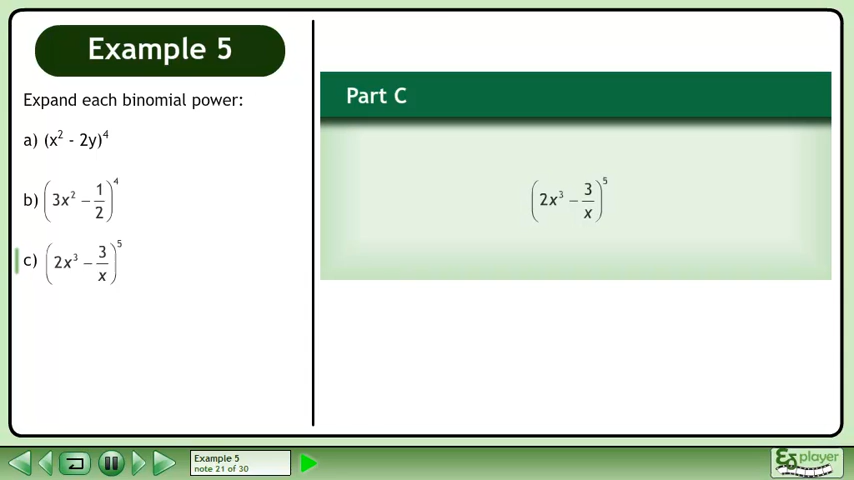 Example 5
Expand each binomial power:
a) (x² - 2y)⁴
b) (3x² − 1/2)⁴
c) (2x³ − 3/x)⁵
Part C
(2x³ − 3/x)⁵
Example 5
note 21 of 30
player